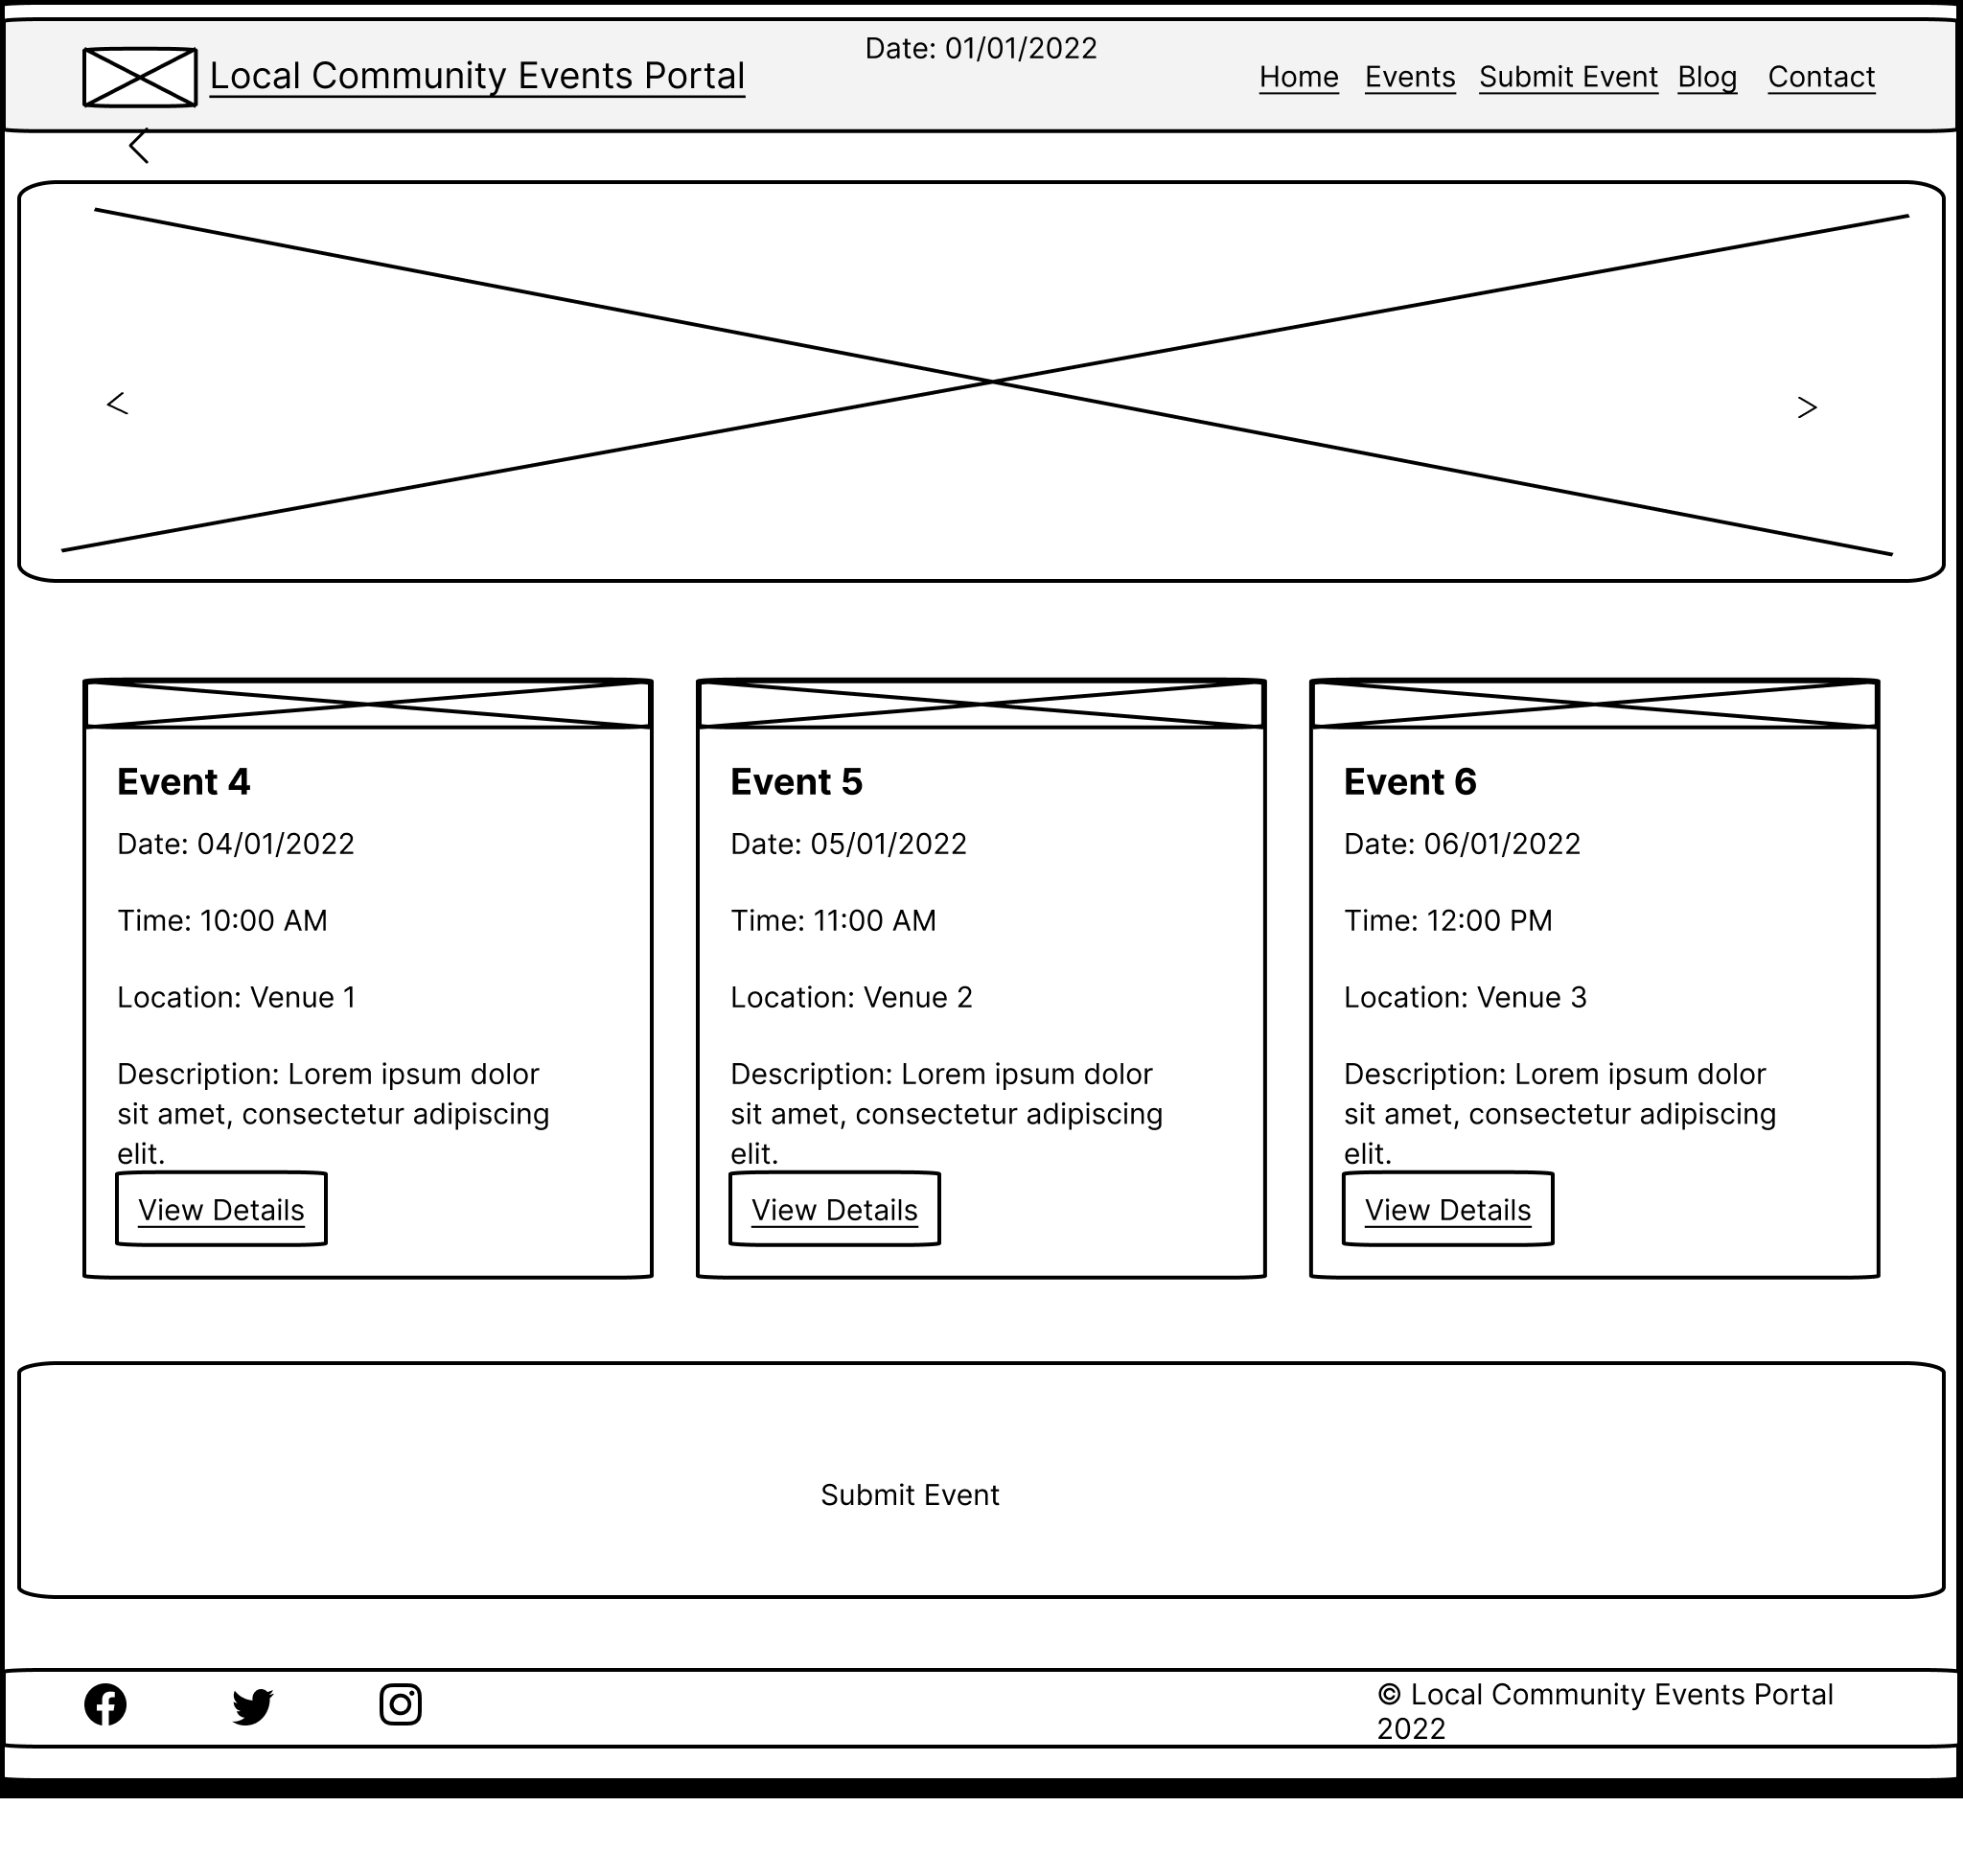 Date: 01/01/2022
Local Community Events Portal
Home Events Submit Event Blog Contact
Event 4
Date: 04/01/2022
Time: 10:00 AM
Location: Venue 1
Description: Lorem ipsum dolor
sit amet, consectetur adipiscing
elit.
View Details
Event 5
Date: 05/01/2022
Time: 11:00 AM
Location: Venue 2
Description: Lorem ipsum dolor
sit amet, consectetur adipiscing
elit.
View Details
Event 6
Date: 06/01/2022
Time: 12:00 PM
Location: Venue 3
Description: Lorem ipsum dolor
sit amet, consectetur adipiscing
elit.
View Details
Submit Event
© Local Community Events Portal
2022